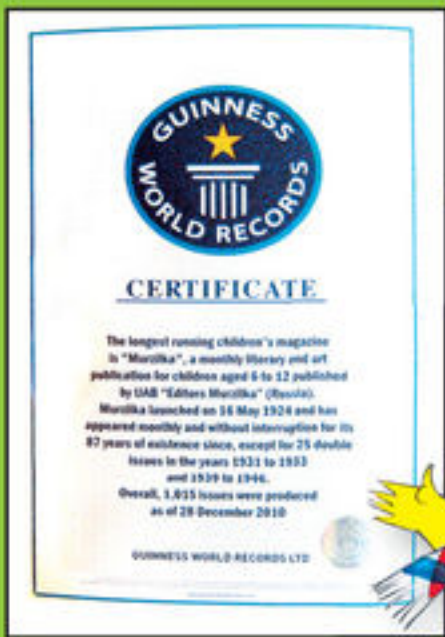 GUINNESS
WORLD RECORDS
CERTIFICATE
The longest running children's magazine
is "Murzilka", a monthly literary and art
publication for children aged 6 to 12 published
by UAB "Editors Murzilka" (Russia).
Murzilka launched on 16 May 1924 and has
appeared monthly and without interruption for its
87 years of existence since, except for 25 double
issues in the years 1931 to 1933
and 1939 to 1946.
Overall, 1,015 issues were produced
as of 28 December 2010
GUINNESS WORLD RECORDS LTD